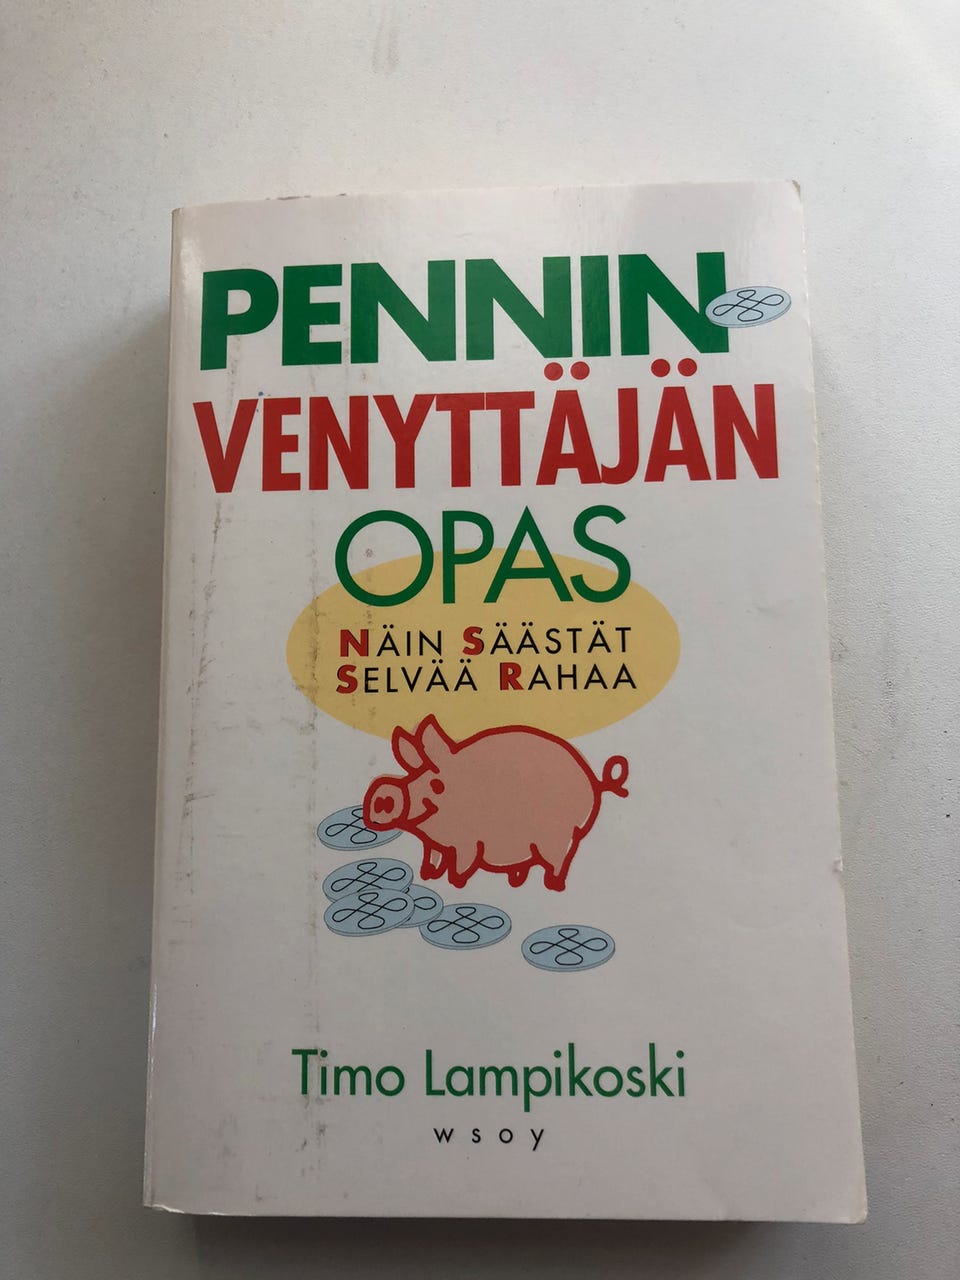 PENNIN
VENYTTÄJÄN
OPAS
NÄIN SÄÄSTÄT
SELVÄÄ RAHAA
Timo Lampikoski
wsoy